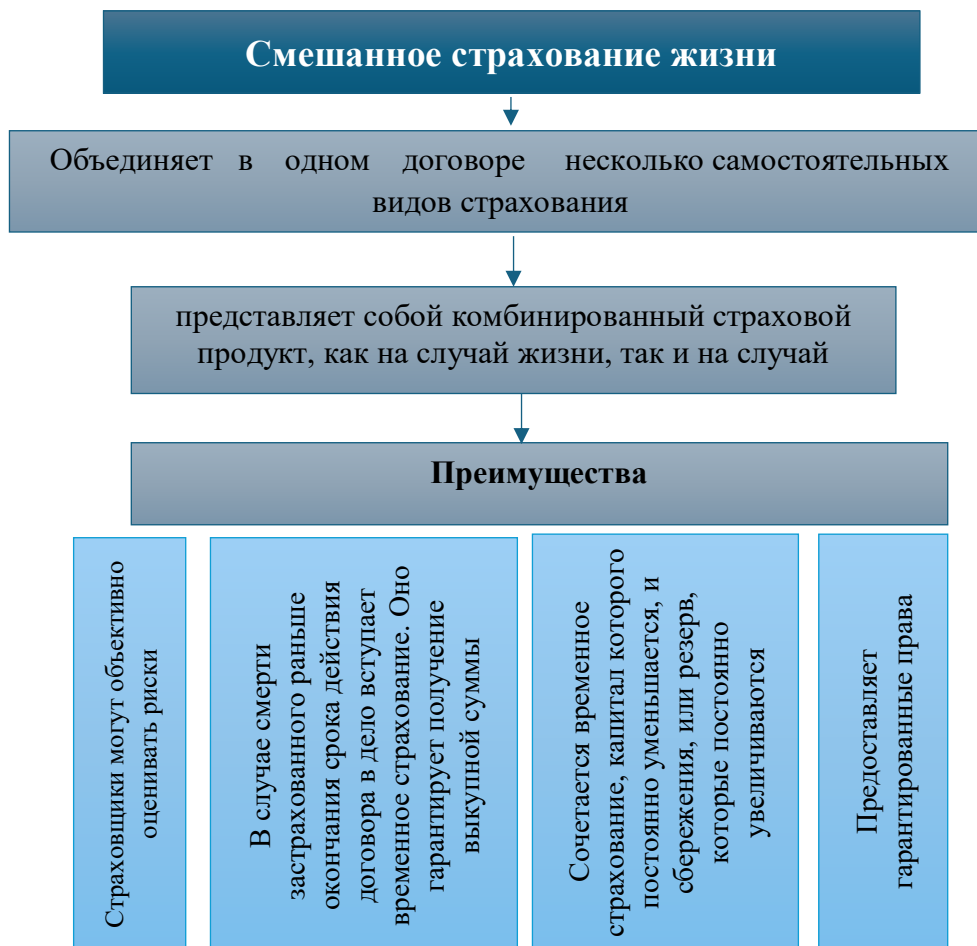 Смешанное страхование жизни
Объединяет в одном договоре несколько самостоятельных
видов страхования
представляет собой комбинированный страховой
продукт, как на случай жизни, так и на случай
Преимущества
Страховщики могут объективно
оценивать риски
В случае смерти
застрахованного раньше
окончания срока действия
договора в дело вступает
временное страхование. Оно
гарантирует получение
выкупной суммы
Сочетается временное
страхование, капитал которого
постоянно уменьшается, и
сбережения, или резерв,
которые постоянно
увеличиваются
Предоставляет
гарантированные права